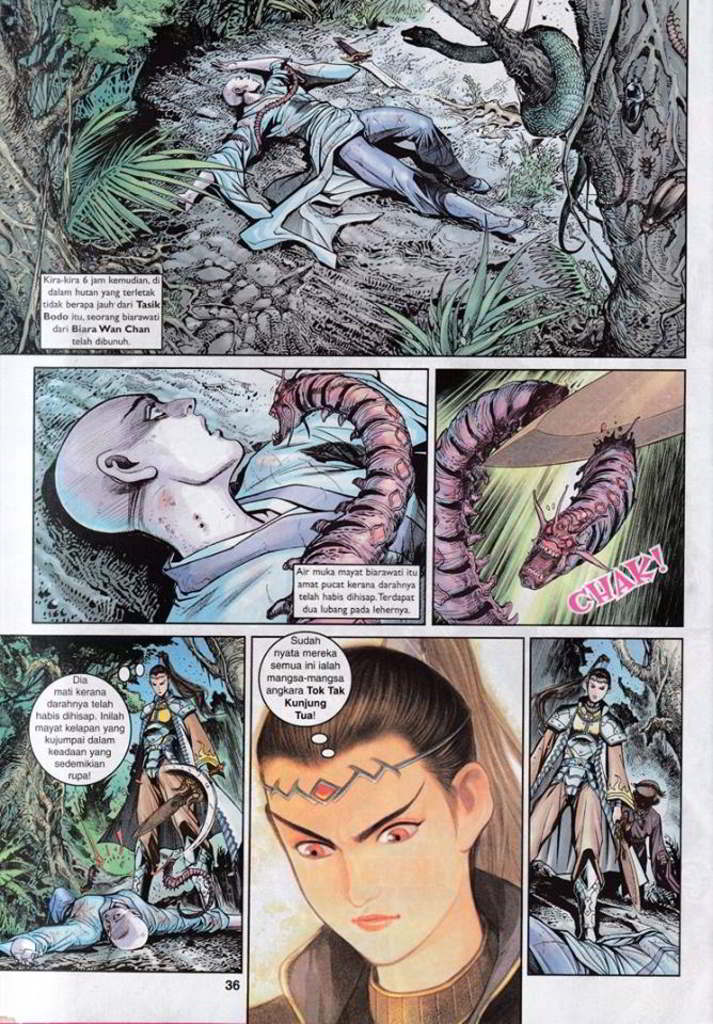 Kira-kira 6 jam kemudian, di
dalam hutan yang terletak
tidak berapa jauh dari Tasik
Bodo itu, seorang biarawati
dari Biara Wan Chan
telah dibunuh.
Air muka mayat biarawati itu
amat pucat kerana darahnya
telah habis dihisap. Terdapat
dua lubang pada lehernya.
CHAK!
Dia
mati kerana
darahnya telah
habis dihisap. Inilah
mayat kelapan yang
kujumpai dalam
keadaan yang
sedemikian
rupa!
Sudah
nyata mereka
semua ini ialah
mangsa-mangsa
angkara Tok Tak
Kunjung
Tua!
36